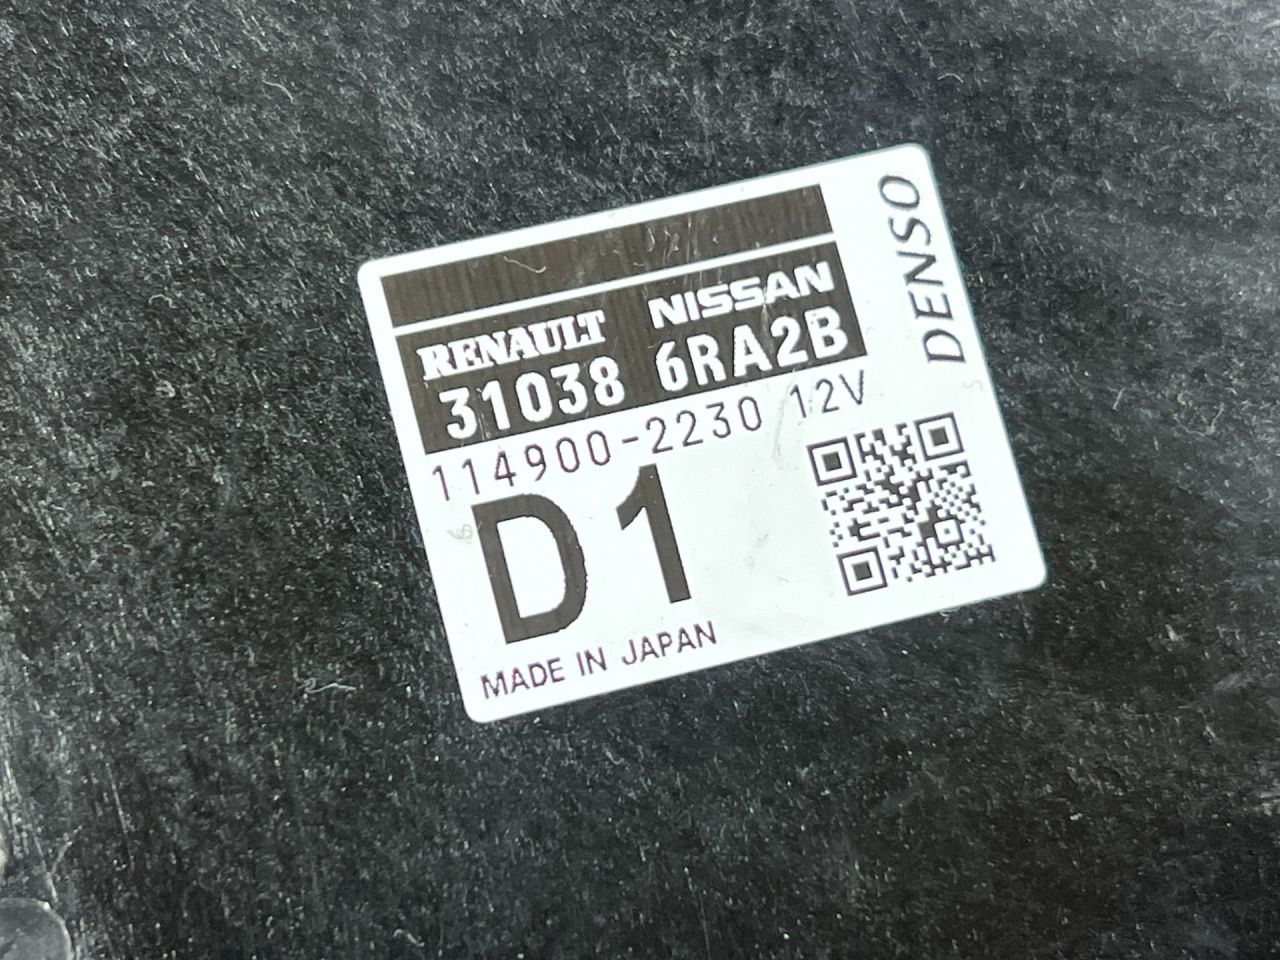 RENAULT NISSAN
31038 6RA2B
114900-2230 12V
D1
MADE IN JAPAN
DENSO